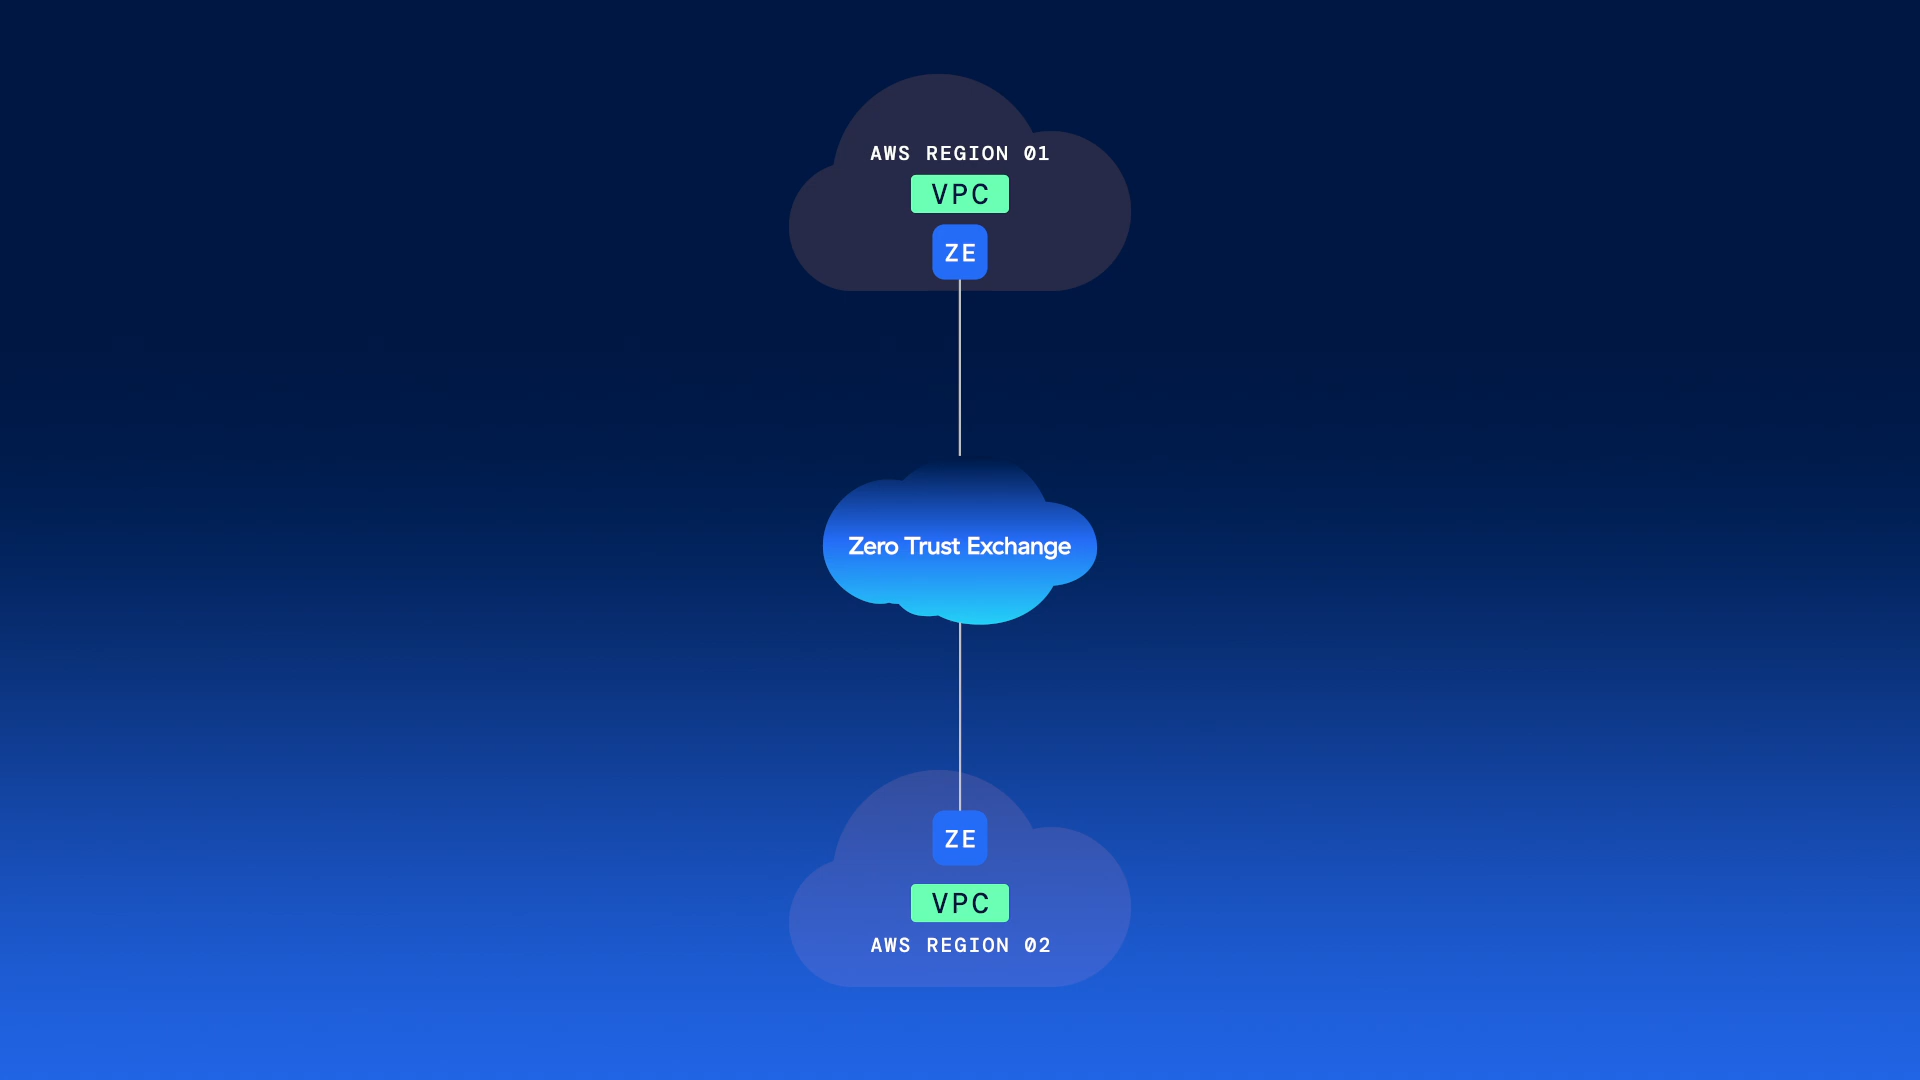 AWS REGION 01
VPC
ZE
Zero Trust Exchange
ZE
VPC
AWS REGION 02